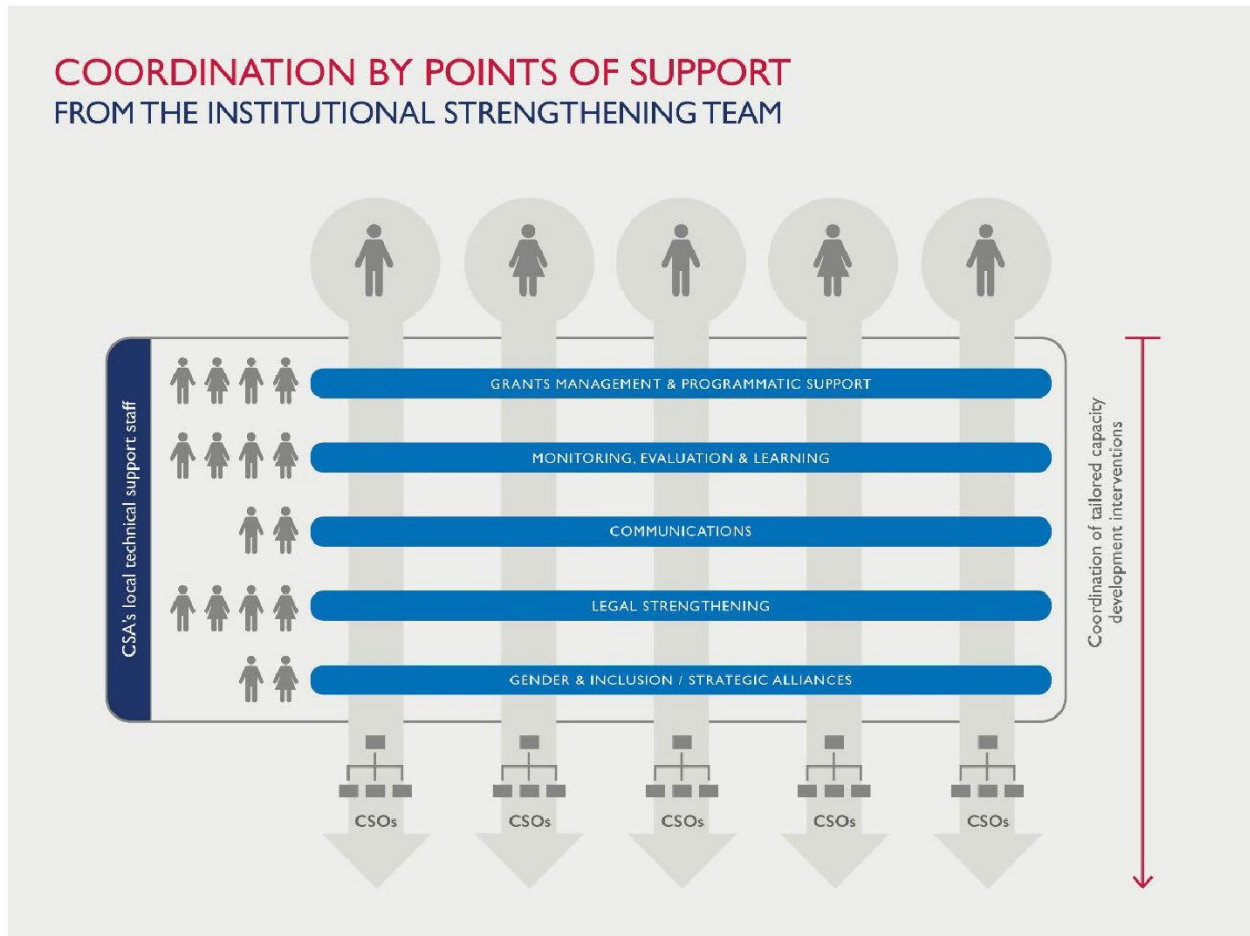 COORDINATION BY POINTS OF SUPPORT
FROM THE INSTITUTIONAL STRENGTHENING TEAM
CSA's local technical support staff
GRANTS MANAGEMENT & PROGRAMMATIC SUPPORT
MONITORING, EVALUATION & LEARNING
COMMUNICATIONS
LEGAL STRENGTHENING
GENDER & INCLUSION / STRATEGIC ALLIANCES
Coordination of tailored capacity
development interventions
CSOs
CSOs
CSOs
CSOs
CSOs